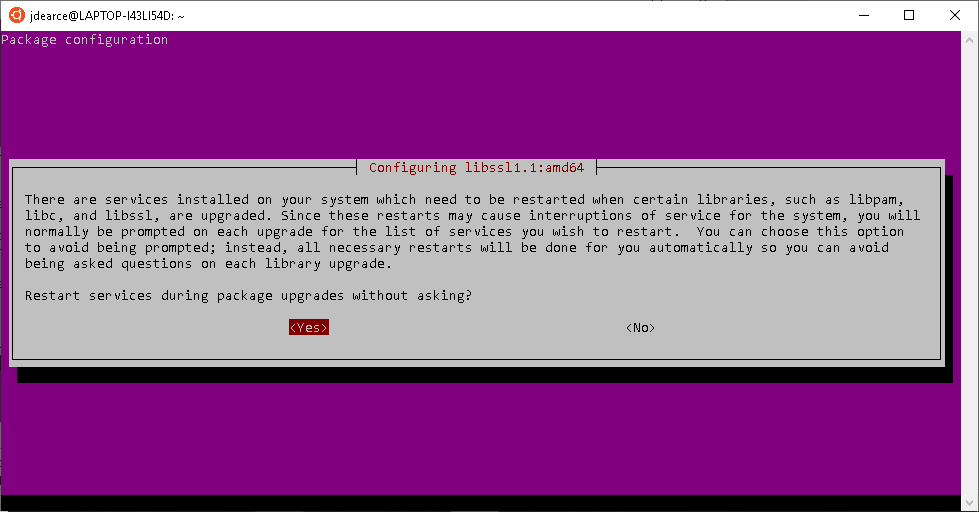 jdearce@LAPTOP-I43LI54D: ~
Package configuration
Configuring libssl1.1:amd64
There are services installed on your system which need to be restarted when certain libraries, such as libpam,
libc, and libssl, are upgraded. Since these restarts may cause interruptions of service for the system, you will
normally be prompted on each upgrade for the list of services you wish to restart.  You can choose this option
to avoid being prompted; instead, all necessary restarts will be done for you automatically so you can avoid
being asked questions on each library upgrade.
Restart services during package upgrades without asking?
<Yes> <No>